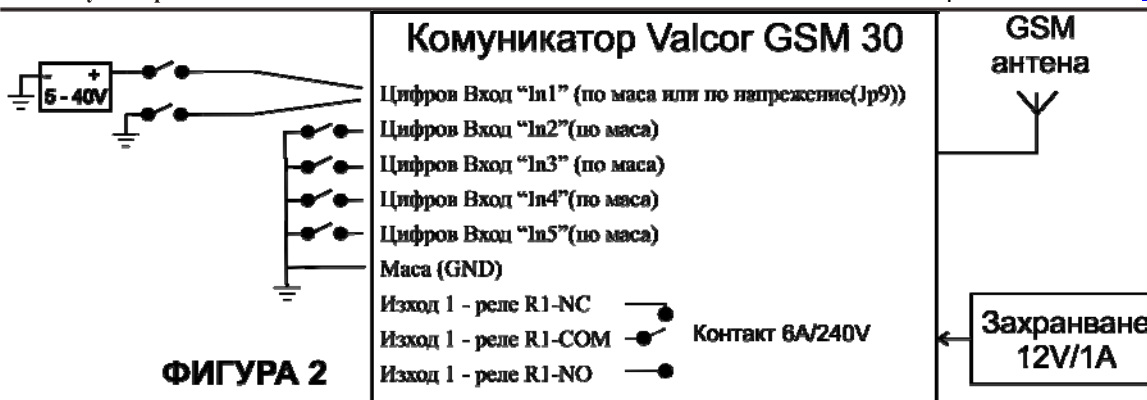 Комуникатор Valcor GSM 30
GSM
антена
- +
5 - 40V
Цифров Вход “In1” (по маса или по напрежение(Jp9))
Цифров Вход “In2”(по маса)
Цифров Вход “In3” (по маса)
Цифров Вход “In4”(по маса)
Цифров Вход “In5”(по маса)
Маса (GND)
Изход 1 - реле R1-NC
Изход 1 - реле R1-COM
Контакт 6A/240V
Изход 1 - реле R1-NO
Захранване
12V/1A
ФИГУРА 2